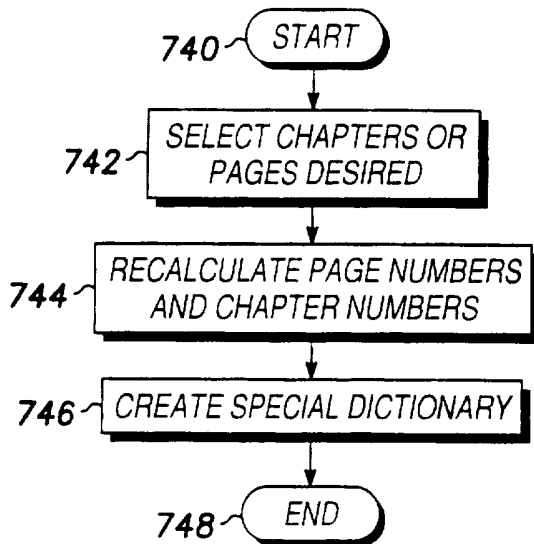 740
START
742
SELECT CHAPTERS OR
PAGES DESIRED
744
RECALCULATE PAGE NUMBERS
AND CHAPTER NUMBERS
746
CREATE SPECIAL DICTIONARY
748
END